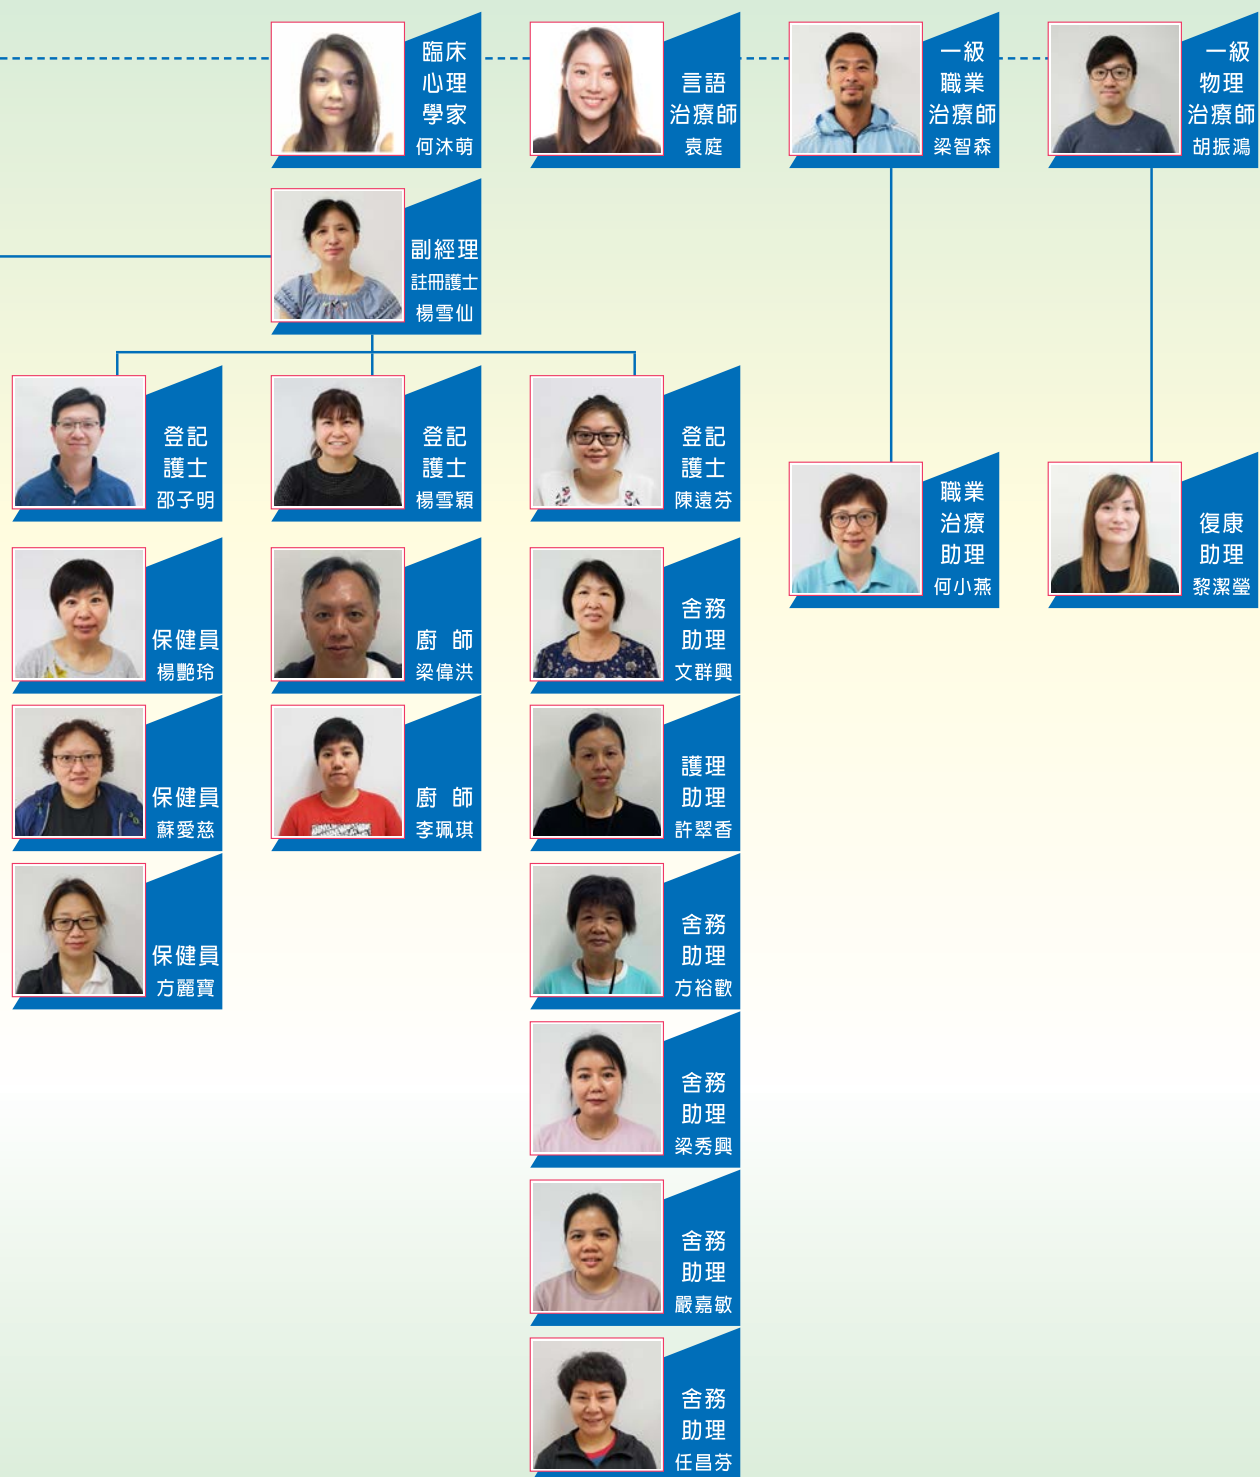 臨床
心理
學家
何沐萌
言語
治療師
袁庭
一級
職業
治療師
梁智森
一級
物理
治療師
胡振鴻
副經理
註冊護士
楊雪仙
登記
護士
邵子明
登記
護士
楊雪穎
登記
護士
陳遠芬
職業
治療
助理
何小燕
復康
助理
黎潔瑩
保健員
楊艷玲
廚 師
梁偉洪
舍務
助理
文群興
保健員
蘇愛慈
廚 師
李珮琪
護理
助理
許翠香
保健員
方麗寶
舍務
助理
方裕歡
舍務
助理
梁秀興
舍務
助理
嚴嘉敏
舍務
助理
任昌芬